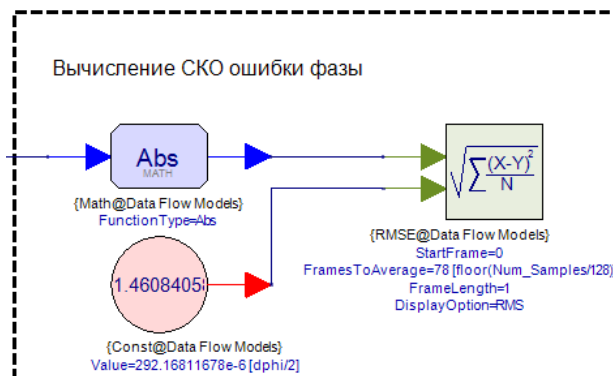 Вычисление СКО ошибки фазы
Abs
MATH
{Math@Data Flow Models}
FunctionType=Abs
√∑(X-Y)²/N
{RMSE@Data Flow Models}
StartFrame=0
FramesToAverage=78 [floor(Num_Samples/128)
FrameLength=1
DisplayOption=RMS
1.4608405
{Const@Data Flow Models}
Value=292.16811678e-6 [dphi/2]